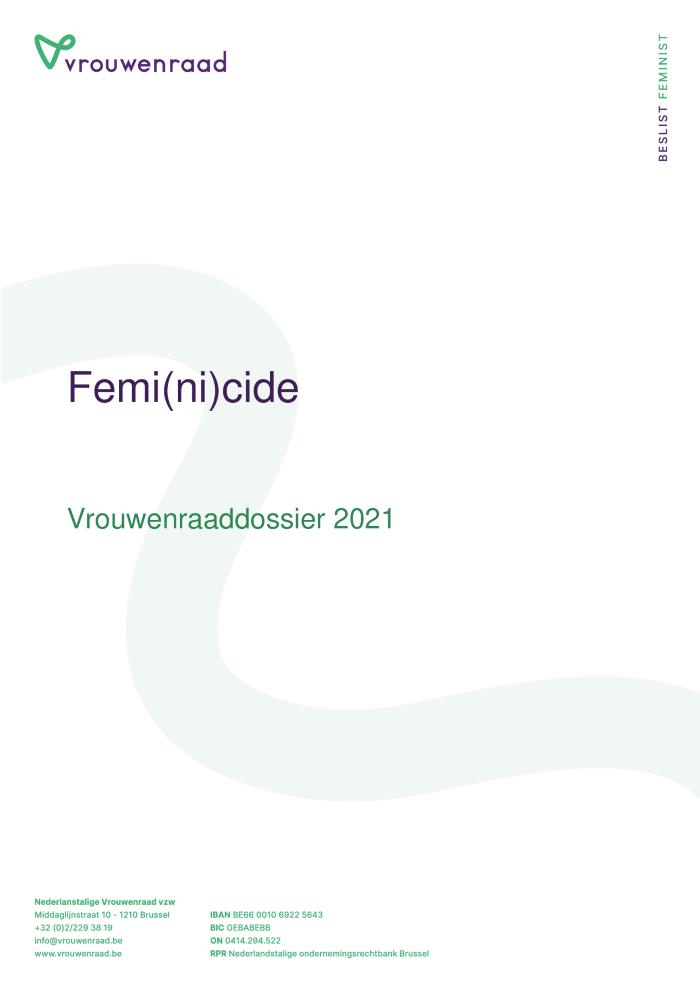 vrouwenraad
BESLIST FEMINIST
Femi(ni)cide
Vrouwenraaddossier 2021
Nederlanstalige Vrouwenraad vzw
Middaglijnstraat 10 - 1210 Brussel
+32 (0)2/229 38 19
info@vrouwenraad.be
www.vrouwenraad.be
IBAN BE66 0010 6922 5643
BIC GEBABEBB
ON 0414.294.522
RPR Nederlandstalige ondernemingsrechtbank Brussel